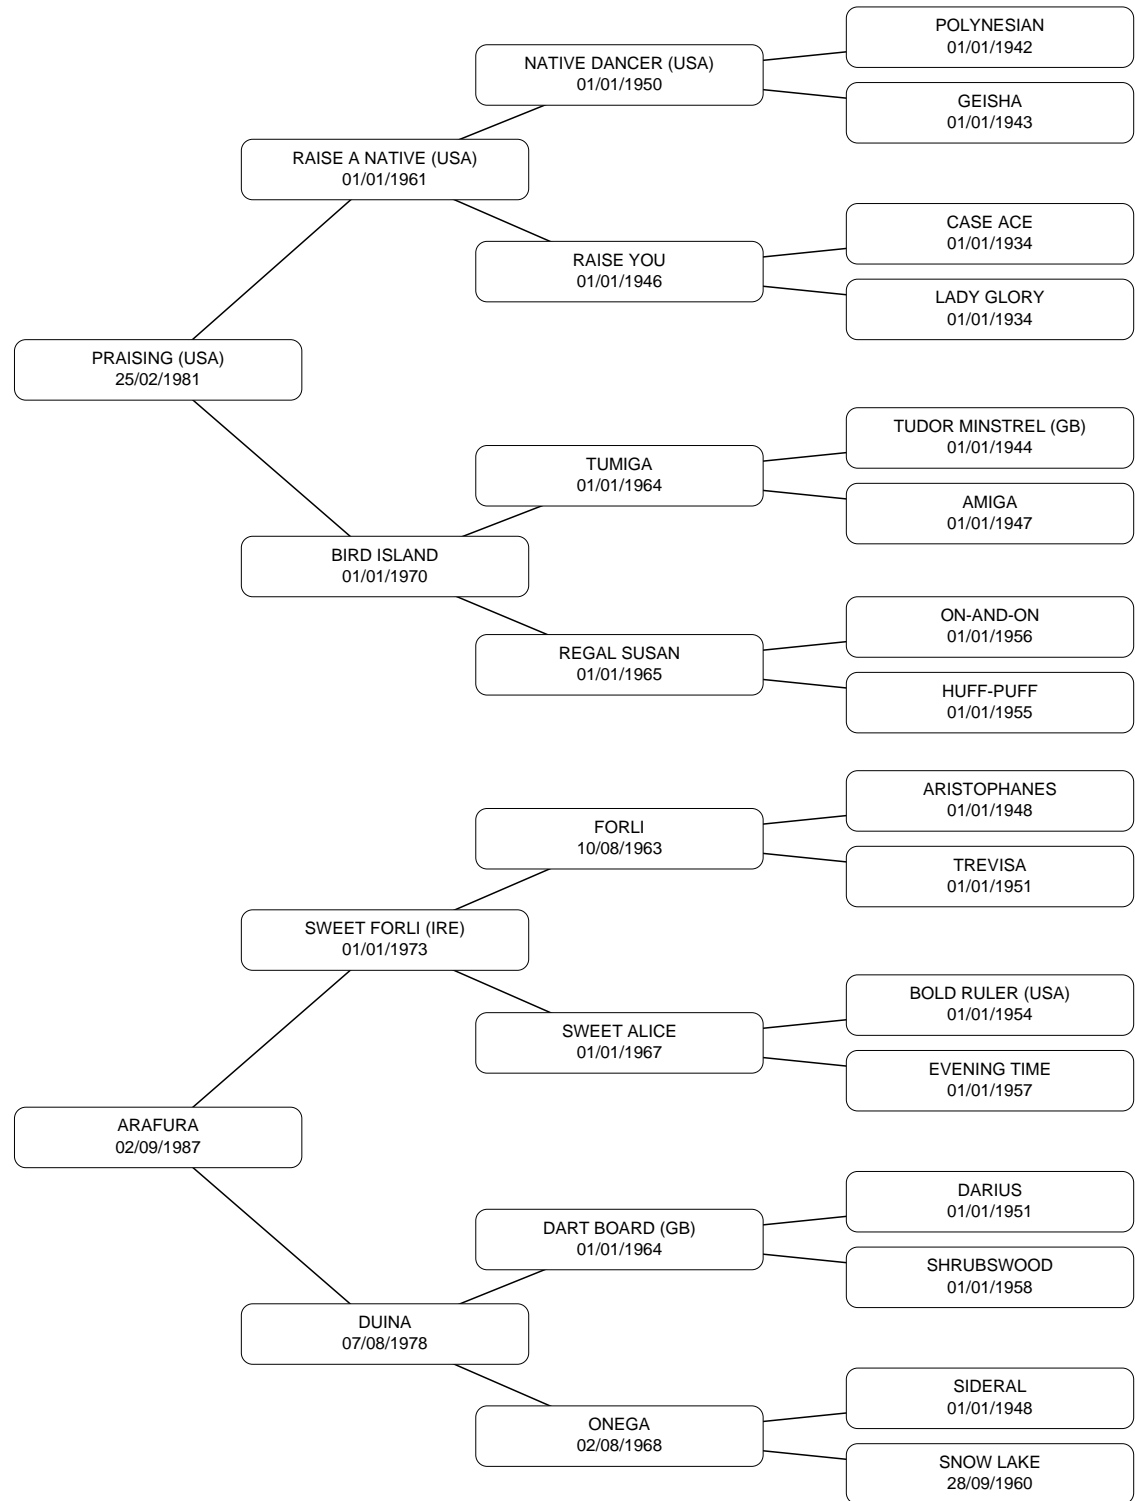 POLYNESIAN
01/01/1942
NATIVE DANCER (USA)
01/01/1950
GEISHA
01/01/1943
RAISE A NATIVE (USA)
01/01/1961
CASE ACE
01/01/1934
RAISE YOU
01/01/1946
LADY GLORY
01/01/1934
PRAISING (USA)
25/02/1981
TUDOR MINSTREL (GB)
01/01/1944
TUMIGA
01/01/1964
AMIGA
01/01/1947
BIRD ISLAND
01/01/1970
ON-AND-ON
01/01/1956
REGAL SUSAN
01/01/1965
HUFF-PUFF
01/01/1955
ARISTOPHANES
01/01/1948
FORLI
10/08/1963
TREVISA
01/01/1951
SWEET FORLI (IRE)
01/01/1973
BOLD RULER (USA)
01/01/1954
SWEET ALICE
01/01/1967
EVENING TIME
01/01/1957
ARAFURA
02/09/1987
DARIUS
01/01/1951
DART BOARD (GB)
01/01/1964
SHRUBSWOOD
01/01/1958
DUINA
07/08/1978
SIDERAL
01/01/1948
ONEGA
02/08/1968
SNOW LAKE
28/09/1960